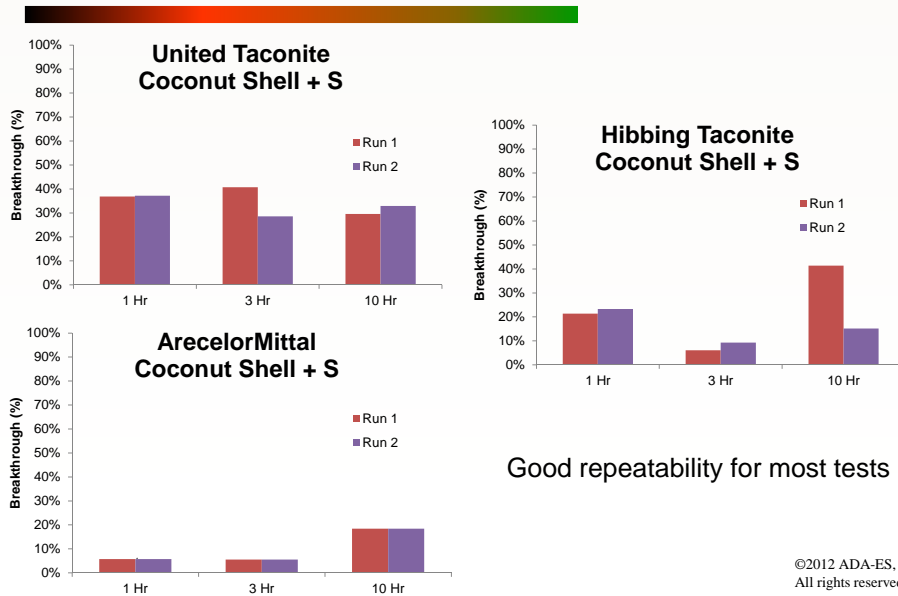 United Taconite
Coconut Shell + S
Breakthrough (%)
100%
90%
80%
70%
60%
50%
40%
30%
20%
10%
0%
Run 1
Run 2
1 Hr
3 Hr
10 Hr
Hibbing Taconite
Coconut Shell + S
Breakthrough (%)
100%
90%
80%
70%
60%
50%
40%
30%
20%
10%
0%
Run 1
Run 2
1 Hr
3 Hr
10 Hr
ArecelorMittal
Coconut Shell + S
Breakthrough (%)
100%
90%
80%
70%
60%
50%
40%
30%
20%
10%
0%
Run 1
Run 2
1 Hr
3 Hr
10 Hr
Good repeatability for most tests
©2012 ADA-ES,
All rights reserved